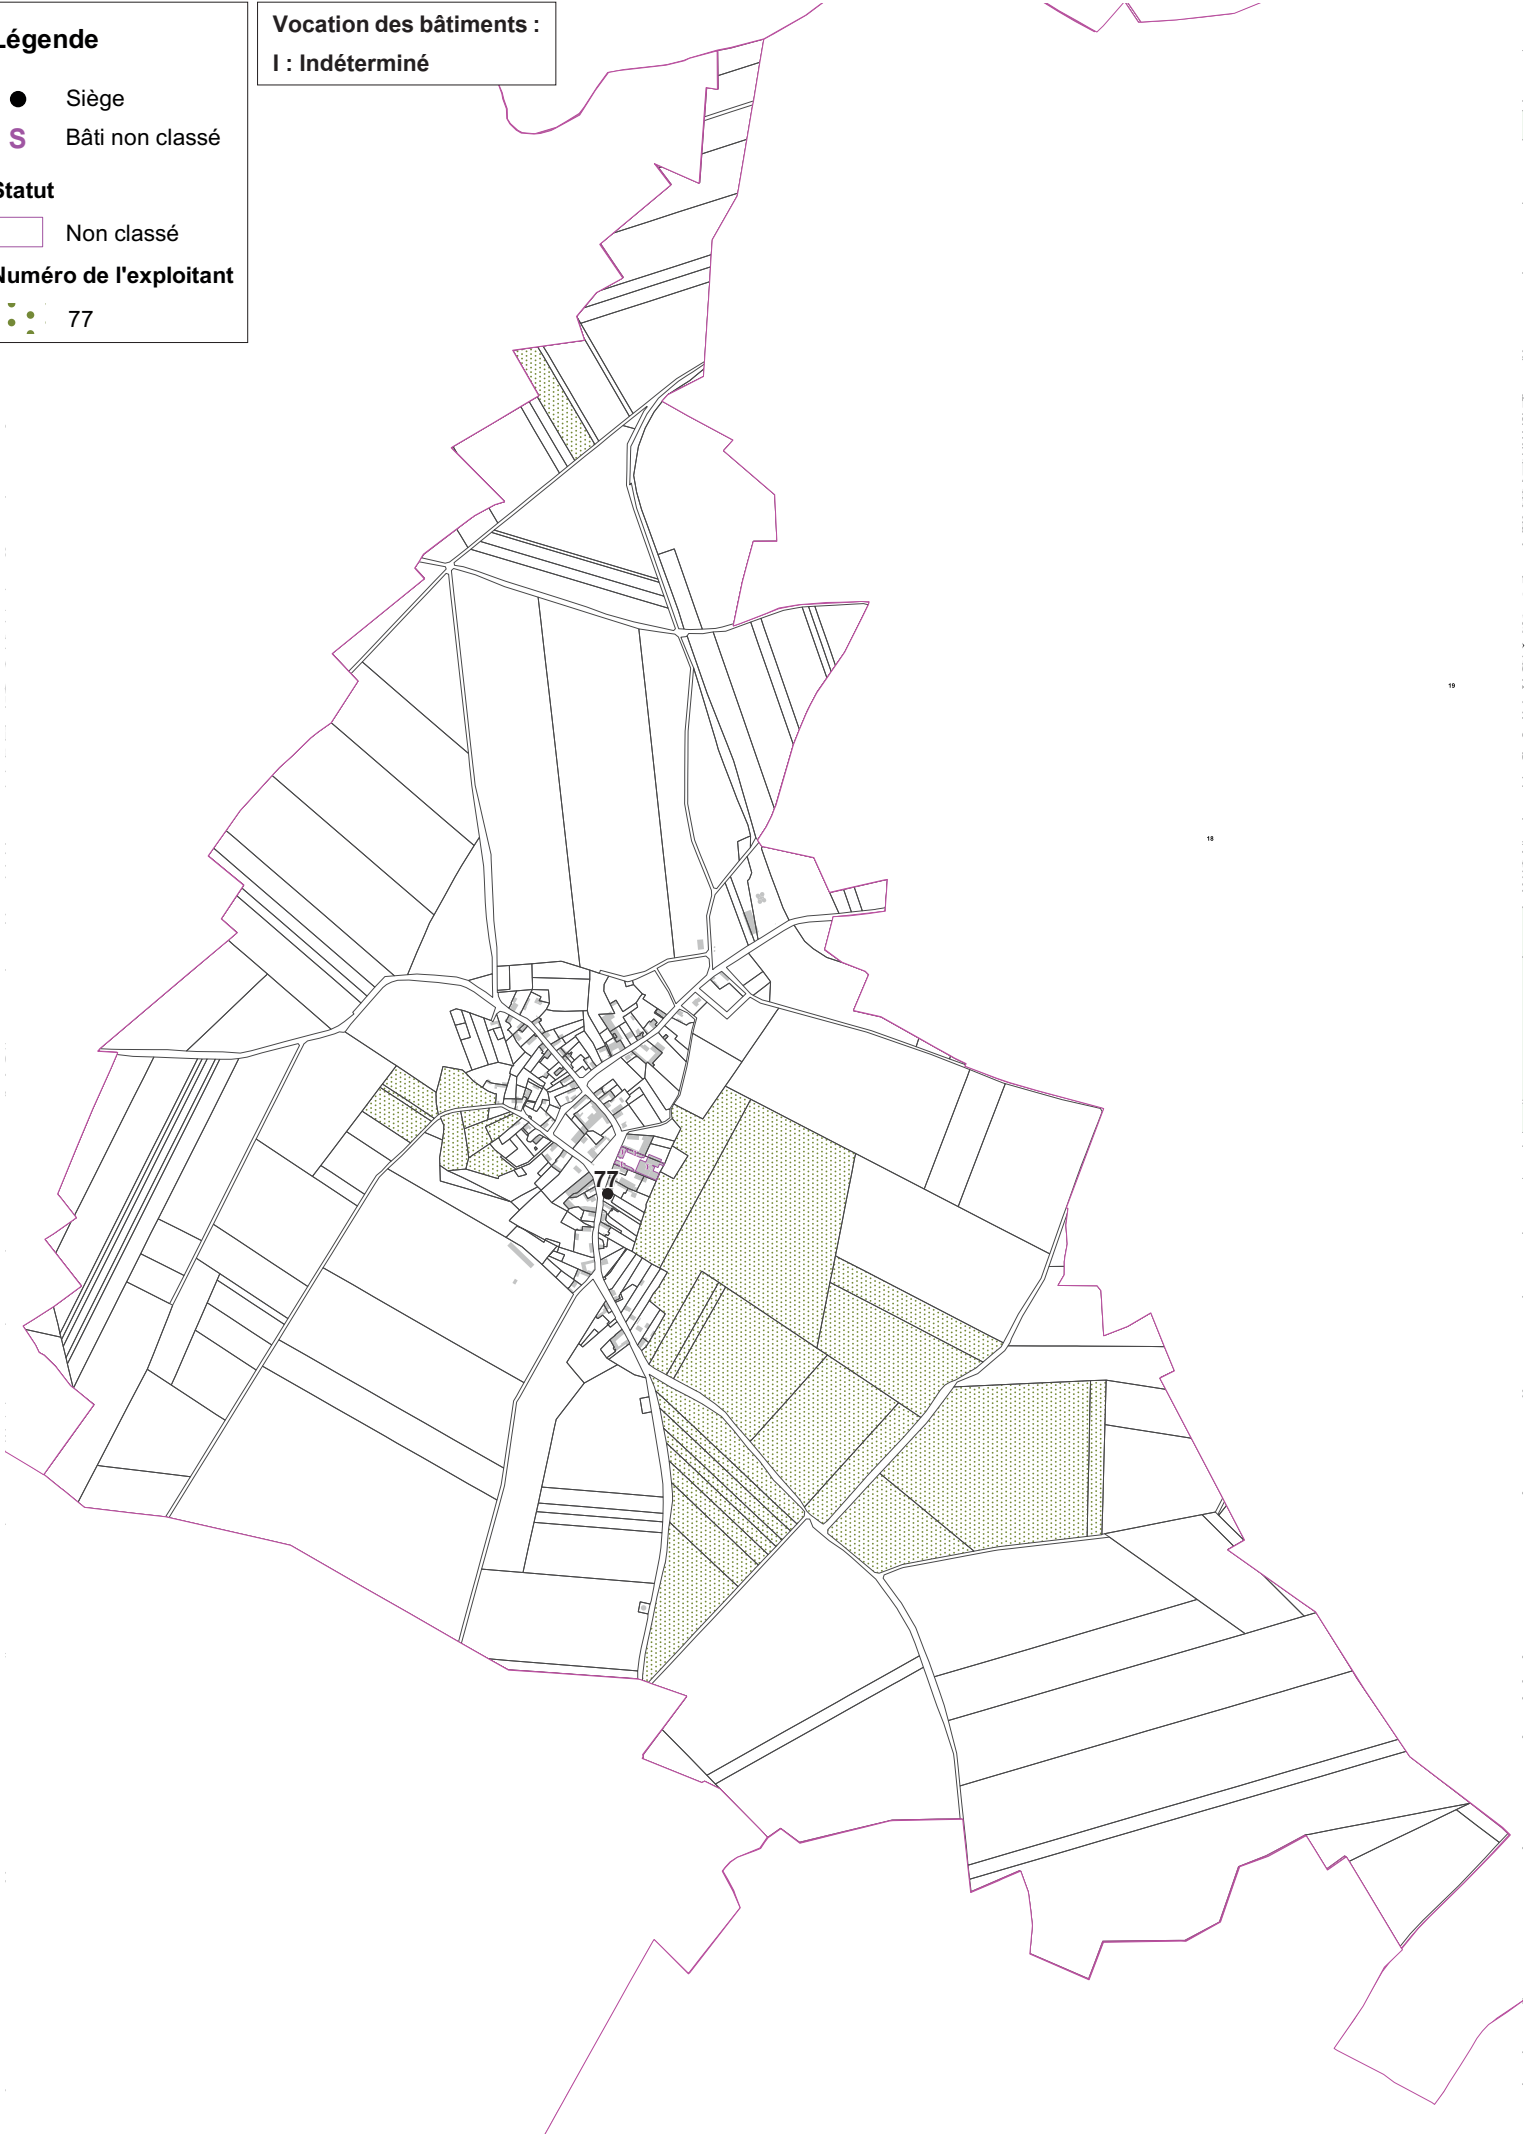 Légende
Siège
S Bâti non classé
Statut
Non classé
Numéro de l'exploitant
77
Vocation des bâtiments :
I : Indéterminé
19
18
77